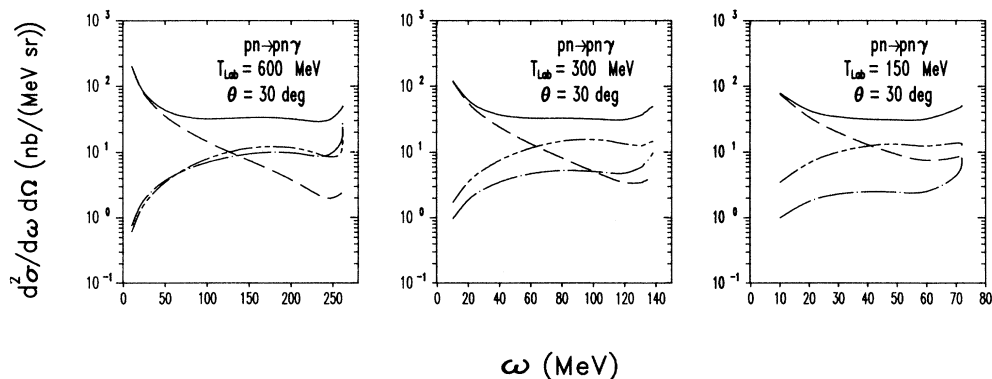 d²σ/dω dΩ (nb/(MeV sr))
10³
10²
10¹
10⁰
10⁻¹
pn→pnγ
T_Lab = 600 MeV
θ = 30 deg
0 50 100 150 200 250
10³
10²
10¹
10⁰
10⁻¹
pn→pnγ
T_Lab = 300 MeV
θ = 30 deg
0 20 40 60 80 100 120 140
10³
10²
10¹
10⁰
10⁻¹
pn→pnγ
T_Lab = 150 MeV
θ = 30 deg
0 10 20 30 40 50 60 70 80
ω (MeV)